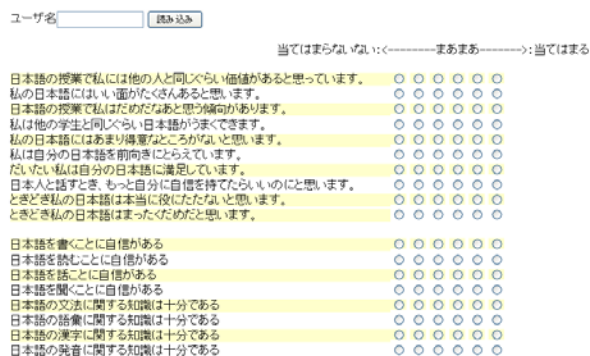 ユーザ名 読み込み
当てはまらないない:<--------まあまあ------->:当てはまる
日本語の授業で私には他の人と同じぐらい価値があると思っています。
私の日本語にはいい面がたくさんあると思います。
日本語の授業で私はだめだなあと思う傾向があります。
私は他の学生と同じぐらい日本語がうまくできます。
私の日本語にはあまり得意なところがないと思います。
私は自分の日本語を前向きにとらえています。
だいたい私は自分の日本語に満足しています。
日本人と話すとき、もっと自分に自信を持てたらいいのにと思います。
ときどき私の日本語は本当に役にたたないと思います。
ときどき私の日本語はまったくだめだと思います。
日本語を書くことに自信がある
日本語を読むことに自信がある
日本語を話ことに自信がある
日本語を聞くことに自信がある
日本語の文法に関する知識は十分である
日本語の語彙に関する知識は十分である
日本語の漢字に関する知識は十分である
日本語の発音に関する知識は十分である